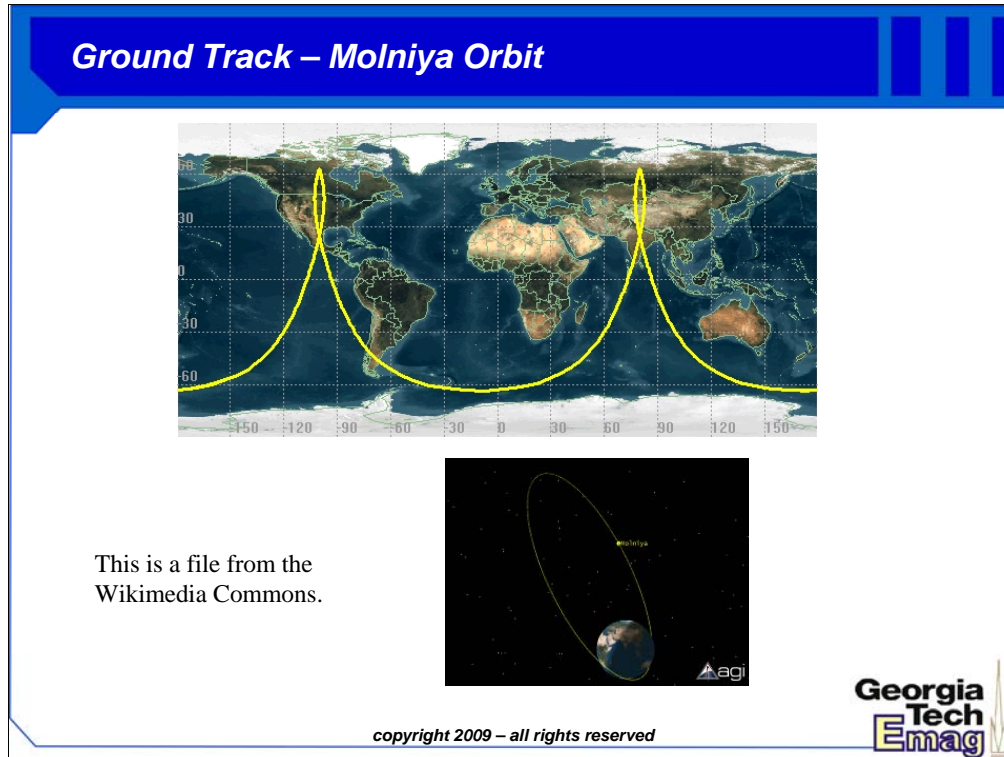 Ground Track – Molniya Orbit
60
30
0
30
-60
-150 -120 -90 -60 -30 0 30 60 90 120 150
Molniya
agi
This is a file from the
Wikimedia Commons.
copyright 2009 – all rights reserved
Georgia
Tech
Emag